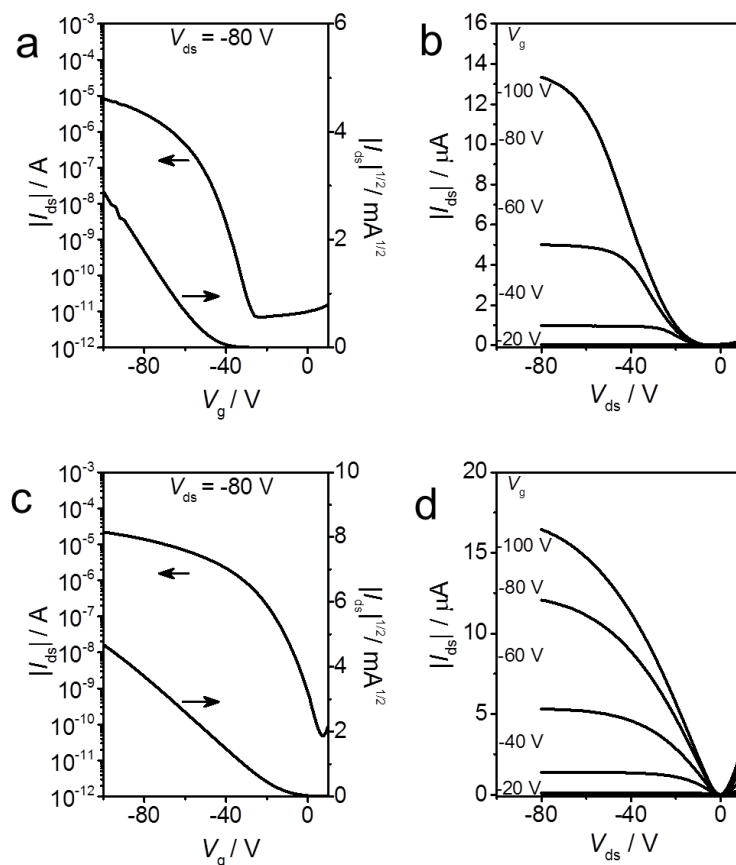 a
V_ds = -80 V
10^-3
10^-4
10^-5
10^-6
10^-7
10^-8
10^-9
10^-10
10^-11
10^-12
|I_ds| / A
6
4
2
0
|I_ds|^1/2 / mA^1/2
-80
-40
0
V_g / V
b
V_g
-100 V
-80 V
-60 V
-40 V
-20 V
16
14
12
10
8
6
4
2
0
|I_ds| / μA
-80
-40
0
V_ds / V
c
V_ds = -80 V
10^-3
10^-4
10^-5
10^-6
10^-7
10^-8
10^-9
10^-10
10^-11
10^-12
|I_ds| / A
10
8
6
4
2
0
|I_ds|^1/2 / mA^1/2
-80
-40
0
V_g / V
d
V_g
-100 V
-80 V
-60 V
-40 V
-20 V
20
15
10
5
0
|I_ds| / μA
-80
-40
0
V_ds / V